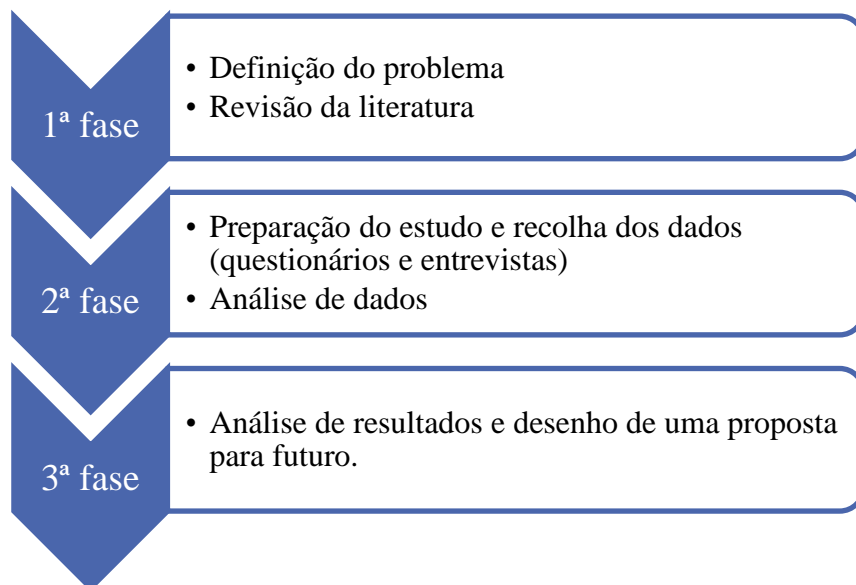 1ª fase
• Definição do problema
• Revisão da literatura
2ª fase
• Preparação do estudo e recolha dos dados
(questionários e entrevistas)
• Análise de dados
3ª fase
• Análise de resultados e desenho de uma proposta
para futuro.